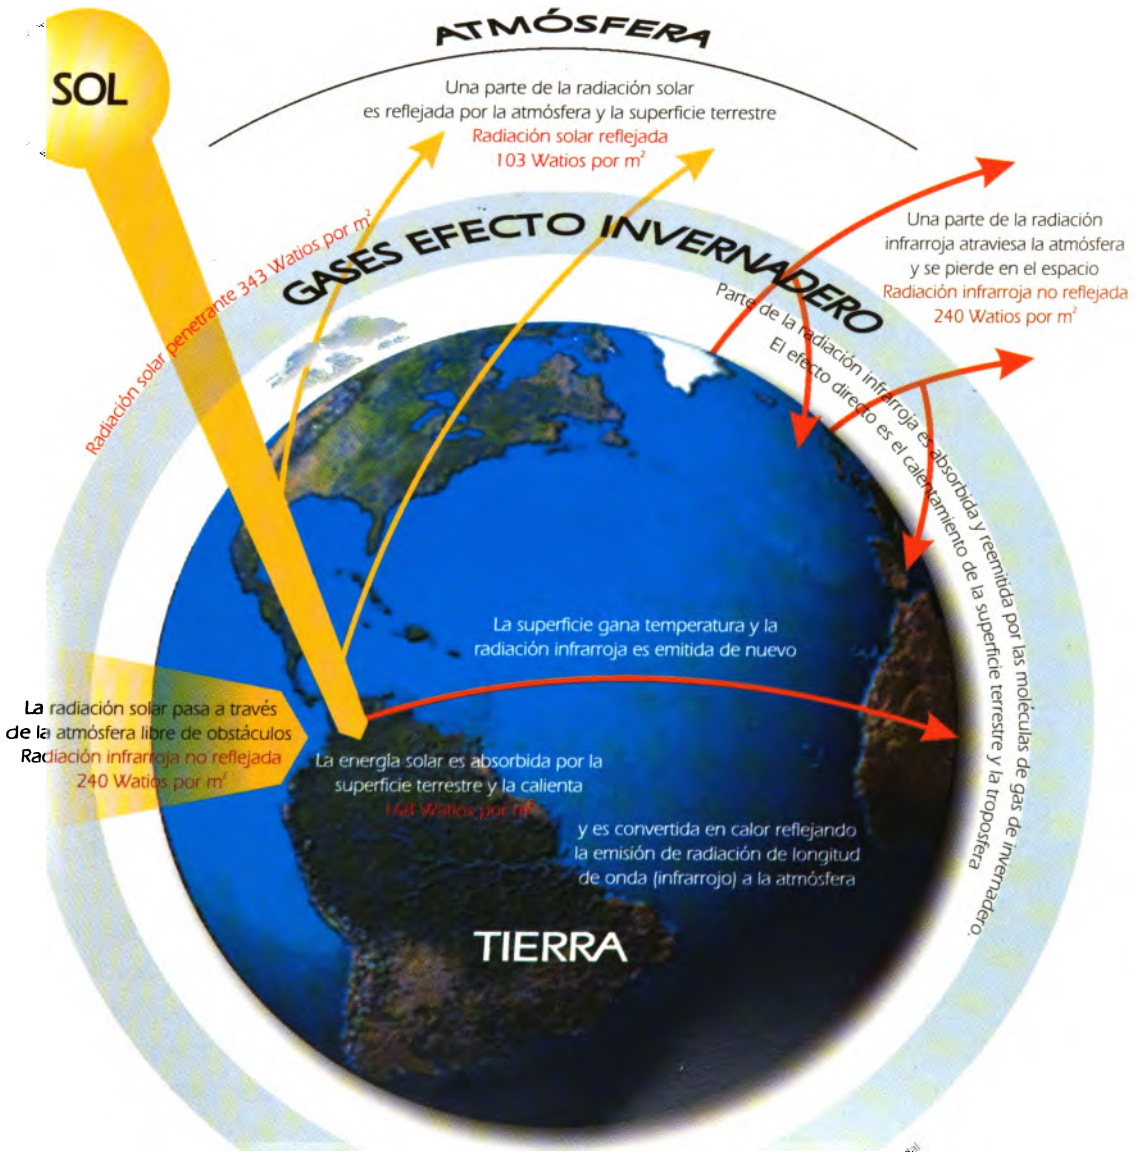 ATMÓSFERA
SOL
Una parte de la radiación solar
es reflejada por la atmósfera y la superficie terrestre
Radiación solar reflejada
103 Watios por m²
Radiación solar penetrante 343 Watios por m²
GASES EFECTO INVERNADERO
Una parte de la radiación
infrarroja atraviesa la atmósfera
y se pierde en el espacio
Radiación infrarroja no reflejada
240 Watios por m²
Parte de la radiación infrarroja es absorbida y reemitida por las moléculas de gas de invernadero.
El efecto directo es el calentamiento de la superficie terrestre y la troposfera
La superficie gana temperatura y la
radiación infrarroja es emitida de nuevo
La radiación solar pasa a través
de la atmósfera libre de obstáculos
Radiación infrarroja no reflejada
240 Watios por m²
La energía solar es absorbida por la
superficie terrestre y la calienta
168 Watios por m²
y es convertida en calor reflejando
la emisión de radiación de longitud
de onda (infrarrojo) a la atmósfera
TIERRA